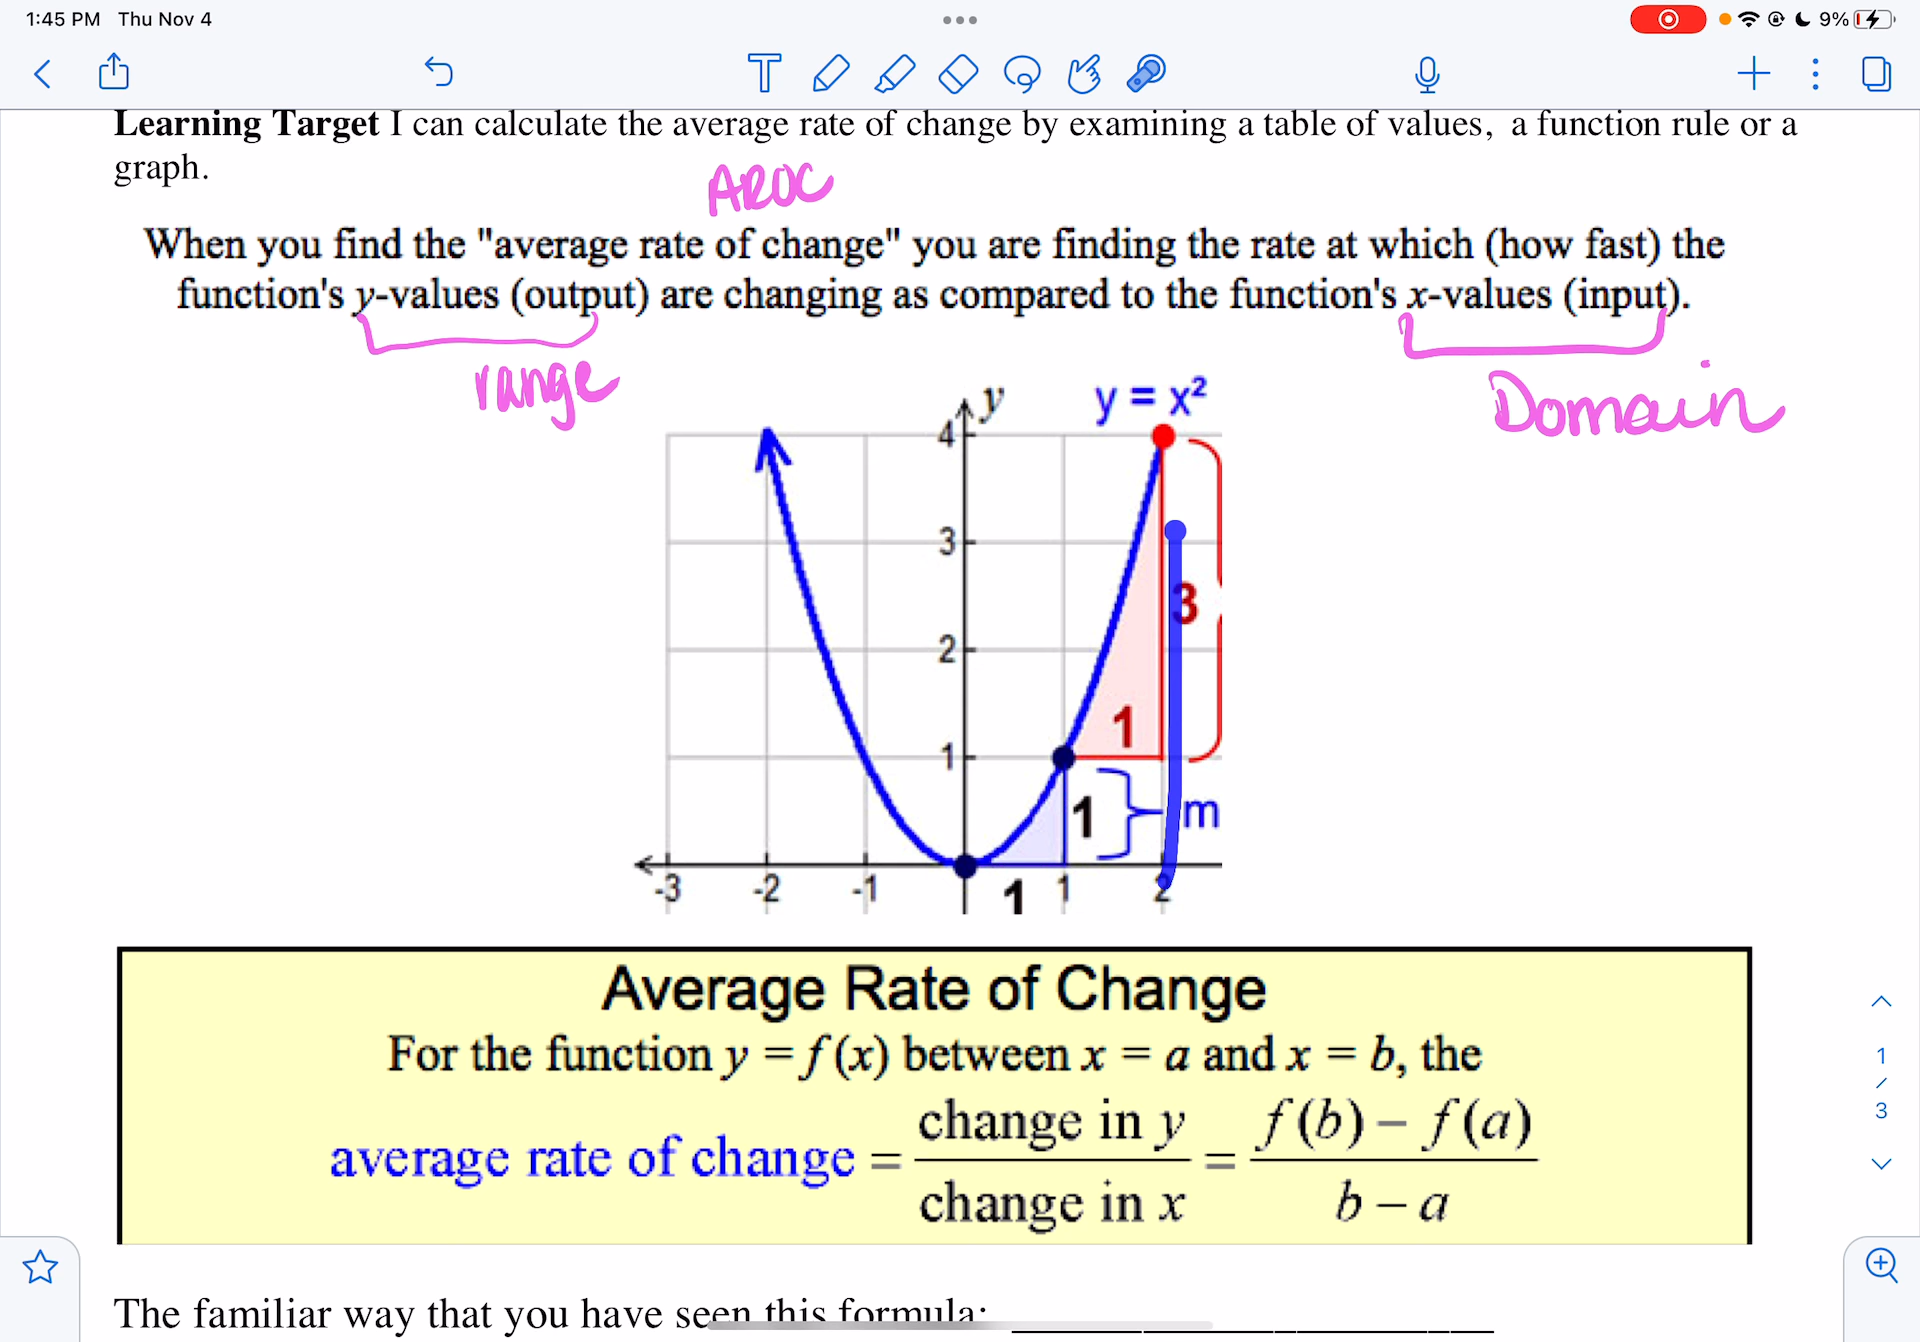 1:45 PM Thu Nov 4
9%
Learning Target I can calculate the average rate of change by examining a table of values, a function rule or a
graph.
AROC
When you find the "average rate of change" you are finding the rate at which (how fast) the
function's y-values (output) are changing as compared to the function's x-values (input).
range
Domain
y
y = x²
4
3
3
2
1
1
1
m
-3 -2 -1 1 1 2
Average Rate of Change
For the function y = f(x) between x = a and x = b, the
average rate of change = change in y / change in x = f(b) – f(a) / b – a
1
/
3
The familiar way that you have seen this formula: